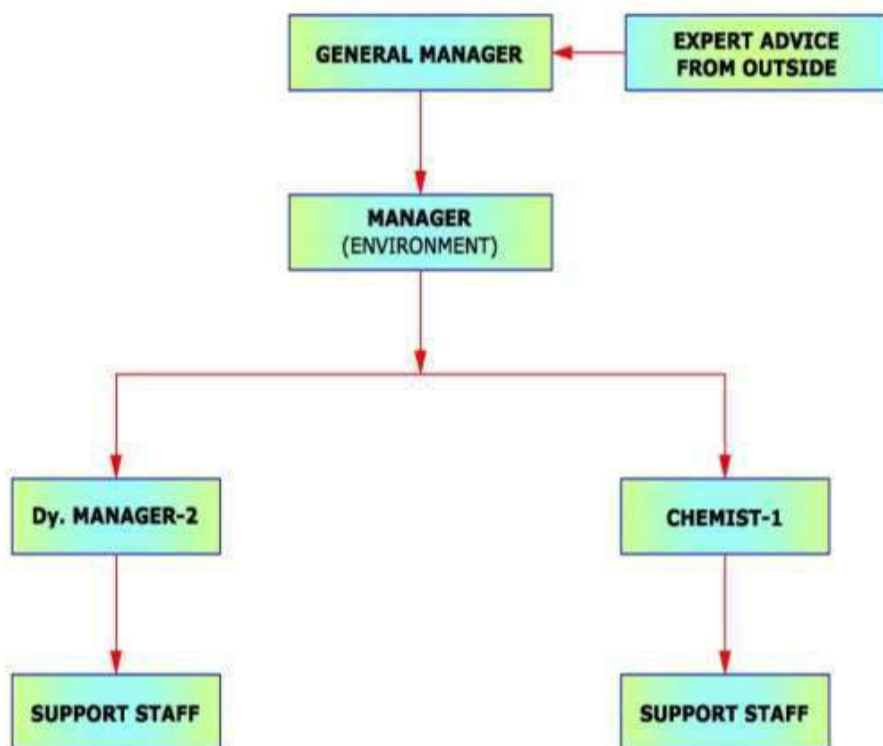 GENERAL MANAGER
EXPERT ADVICE
FROM OUTSIDE
MANAGER
(ENVIRONMENT)
Dy. MANAGER-2
CHEMIST-1
SUPPORT STAFF
SUPPORT STAFF